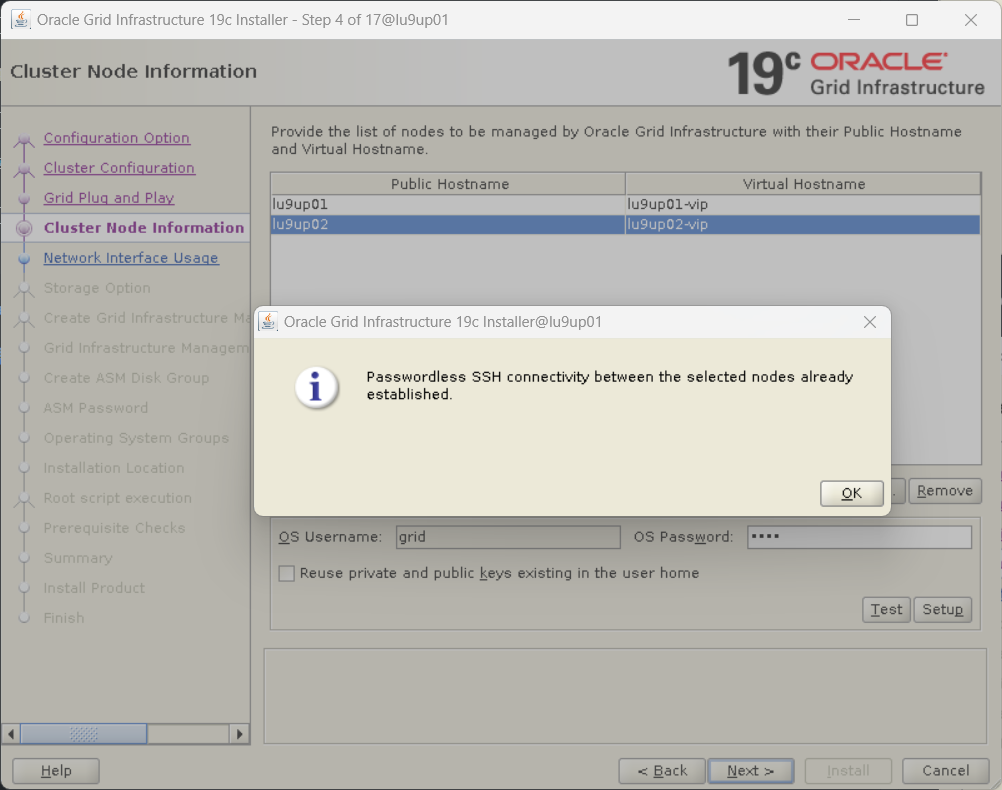 Oracle Grid Infrastructure 19c Installer - Step 4 of 17@lu9up01
Cluster Node Information
19c ORACLE
Grid Infrastructure
Configuration Option
Cluster Configuration
Grid Plug and Play
Cluster Node Information
Network Interface Usage
Storage Option
Create Grid Infrastructure Ma
Grid Infrastructure Managem
Create ASM Disk Group
ASM Password
Operating System Groups
Installation Location
Root script execution
Prerequisite Checks
Summary
Install Product
Finish
Provide the list of nodes to be managed by Oracle Grid Infrastructure with their Public Hostname
and Virtual Hostname.
Public Hostname Virtual Hostname
lu9up01 lu9up01-vip
lu9up02 lu9up02-vip
Oracle Grid Infrastructure 19c Installer@lu9up01
Passwordless SSH connectivity between the selected nodes already
established.
OK
. Remove
OS Username: grid OS Password: ••••
Reuse private and public keys existing in the user home
Test Setup
Help < Back Next > Install Cancel